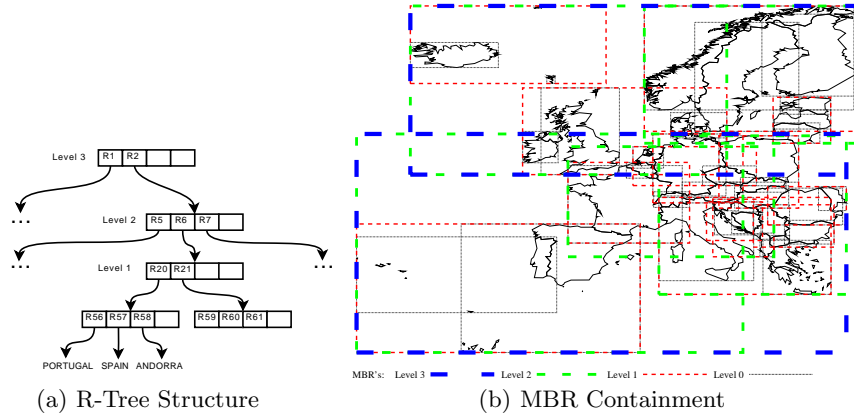 Level 3
R1 R2
...
Level 2
R5 R6 R7
...
...
Level 1
R20 R21
R56 R57 R58
R59 R60 R61
PORTUGAL SPAIN ANDORRA
MBR's: Level 3 Level 2 Level 1 Level 0
(a) R-Tree Structure
(b) MBR Containment